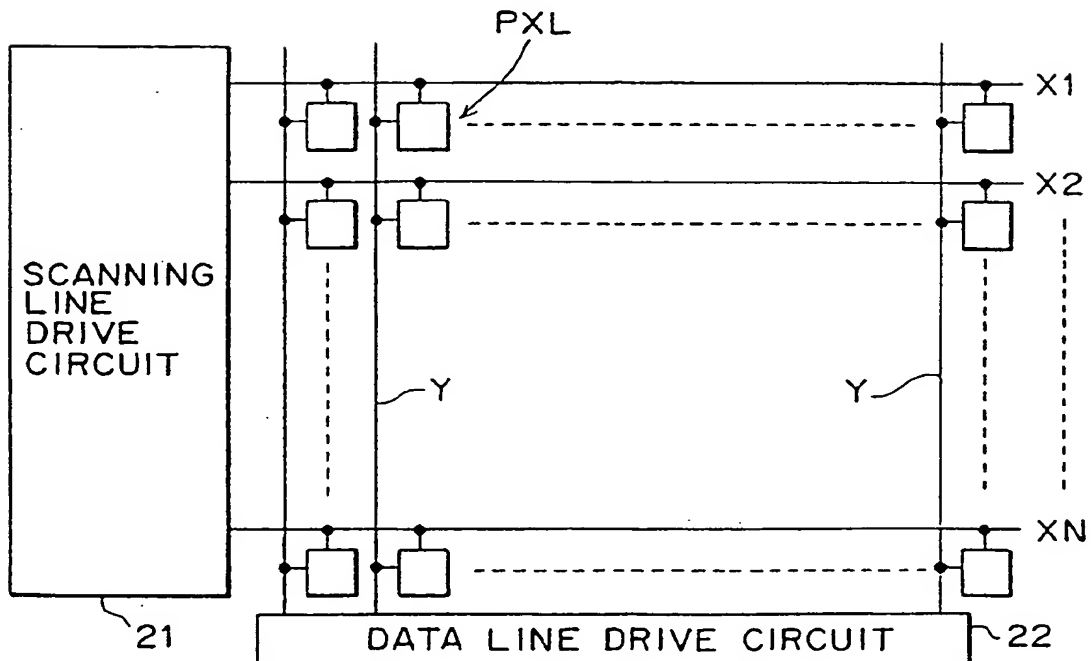 PXL
X1
X2
SCANNING
LINE
DRIVE
CIRCUIT
Y
Y
XN
21
DATA LINE DRIVE CIRCUIT
22